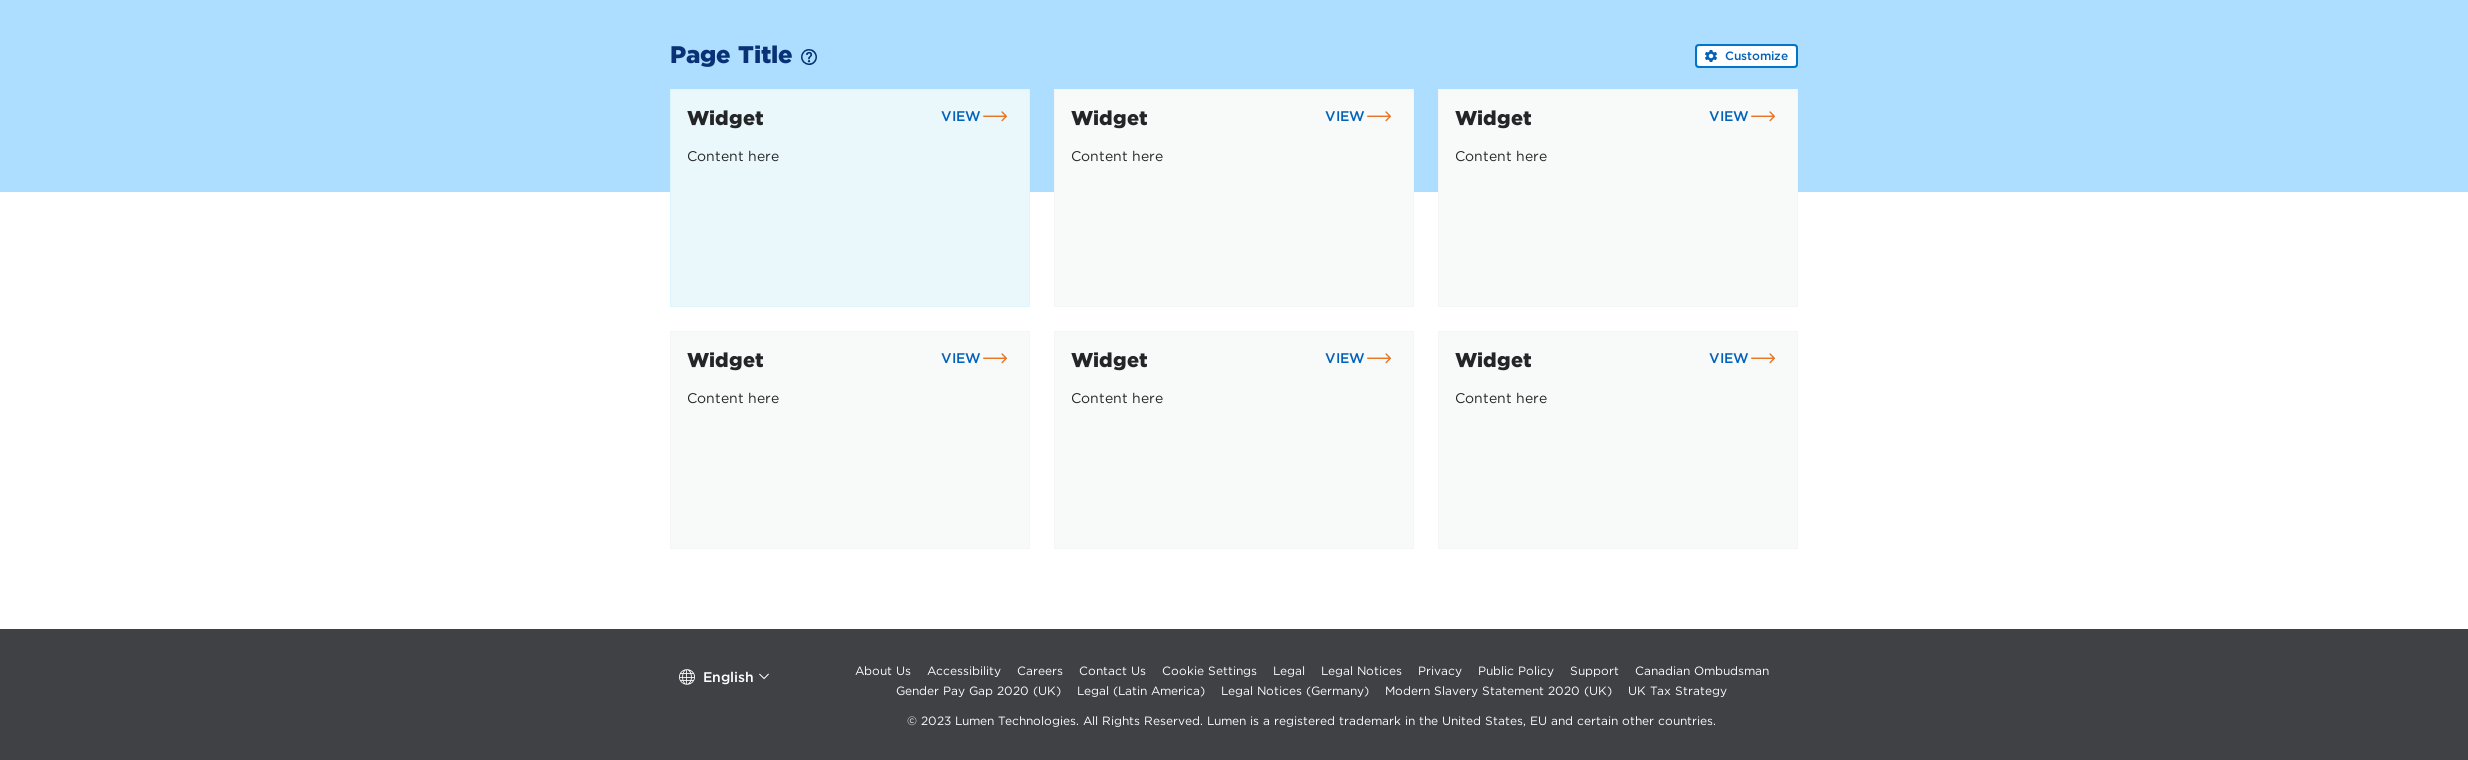 Page Title
Customize
Widget VIEW
Content here
Widget VIEW
Content here
Widget VIEW
Content here
Widget VIEW
Content here
Widget VIEW
Content here
Widget VIEW
Content here
English
About Us Accessibility Careers Contact Us Cookie Settings Legal Legal Notices Privacy Public Policy Support Canadian Ombudsman
Gender Pay Gap 2020 (UK) Legal (Latin America) Legal Notices (Germany) Modern Slavery Statement 2020 (UK) UK Tax Strategy
© 2023 Lumen Technologies. All Rights Reserved. Lumen is a registered trademark in the United States, EU and certain other countries.